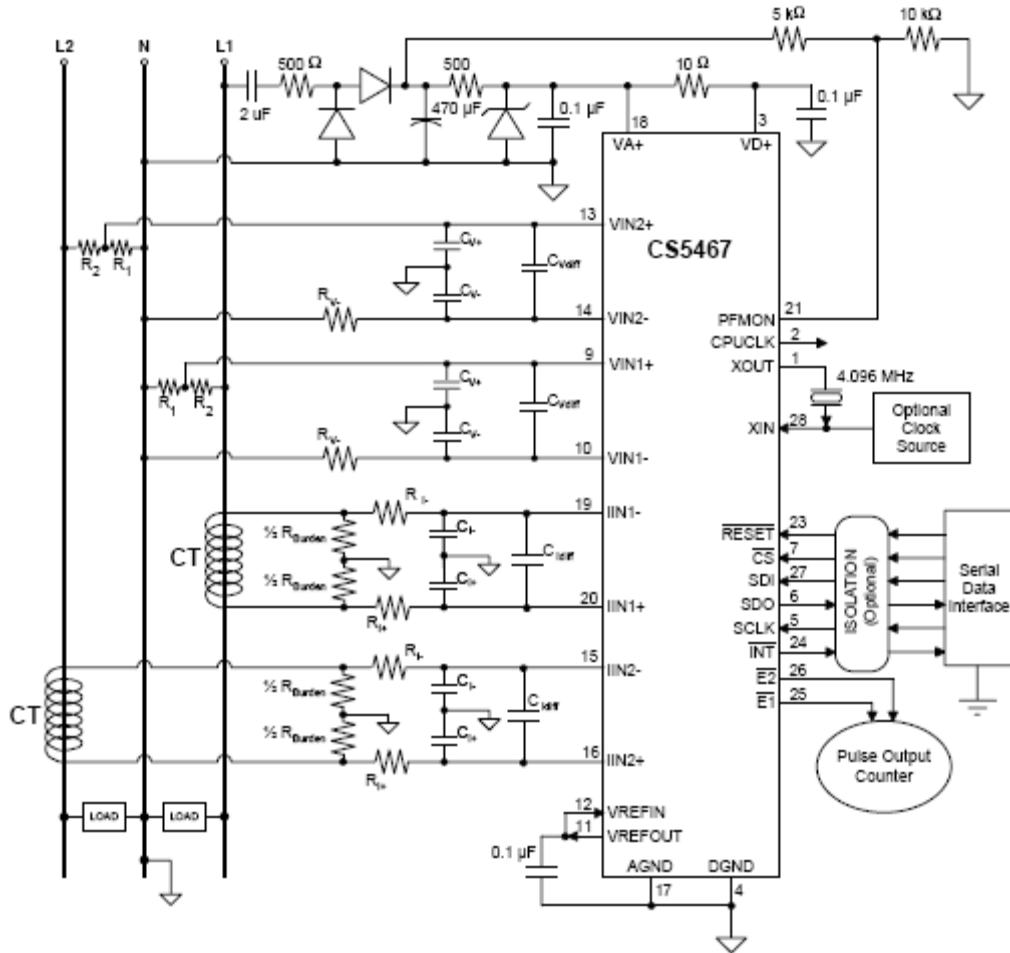 L2
N
L1
5 kΩ
10 kΩ
500 Ω
500
10 Ω
2 uF
470 µF
0.1 µF
0.1 µF
18
3
VA+
VD+
CS5467
13
VIN2+
R2
R1
CV+
CV-
CVdiff
RV-
14
VIN2-
9
VIN1+
R1
R2
CV+
CV-
CVdiff
RV-
10
VIN1-
21
PFMON
2
CPUCLK
1
XOUT
4.096 MHz
28
XIN
Optional
Clock
Source
CT
RI-
19
IIN1-
½ RBurden
½ RBurden
CI-
CI+
CIdiff
RI+
20
IIN1+
RESET
23
CS
7
SDI
27
SDO
6
SCLK
5
INT
24
ISOLATION
(Optional)
Serial
Data
Interface
E2
26
E1
25
Pulse Output
Counter
CT
RI-
15
IIN2-
½ RBurden
½ RBurden
CI-
CI+
CIdiff
RI+
16
IIN2+
LOAD
LOAD
12
VREFIN
11
VREFOUT
0.1 µF
AGND
DGND
17
4